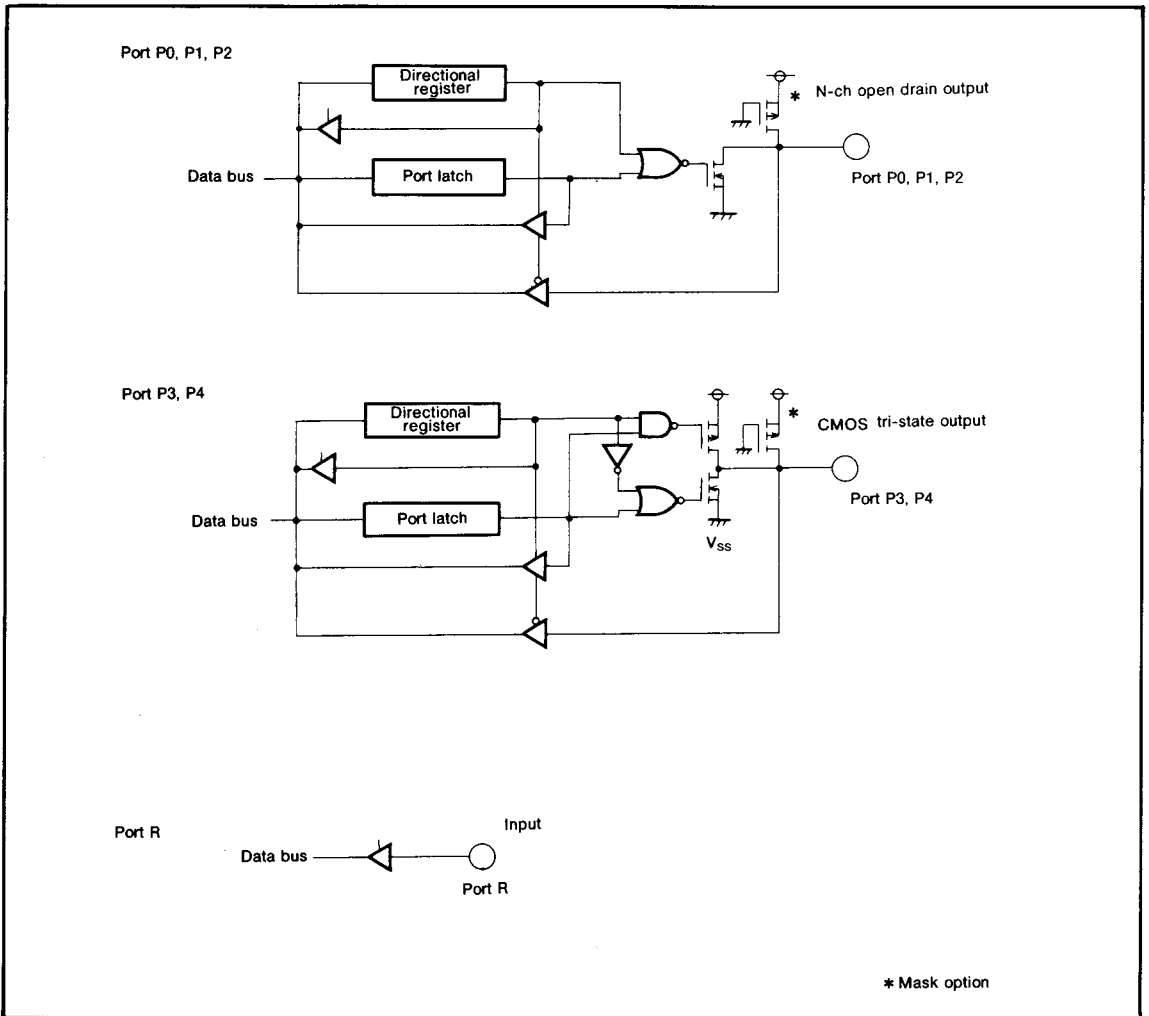 Port P0, P1, P2
Directional
register
* N-ch open drain output
Data bus
Port latch
Port P0, P1, P2
Port P3, P4
Directional
register
*
CMOS tri-state output
Data bus
Port latch
Port P3, P4
VSS
Port R
Input
Data bus
Port R
* Mask option